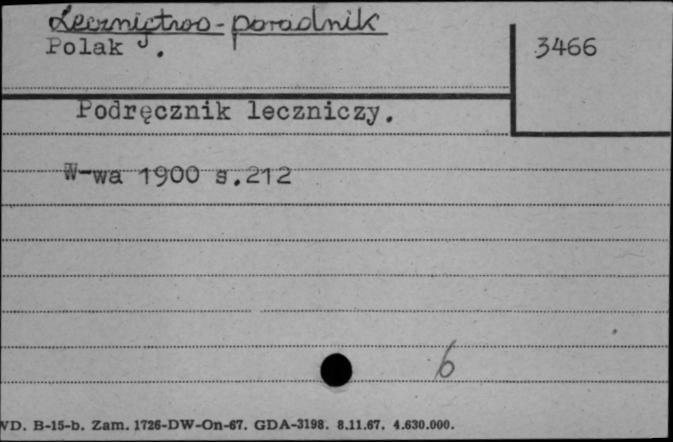 Lecznictwo - poradnik
Polak J.
3466
Podręcznik leczniczy.
W-wa 1900 s.212
6
VD. B-15-b. Zam. 1726-DW-On-67. GDA-3198. 8.11.67. 4.630.000.